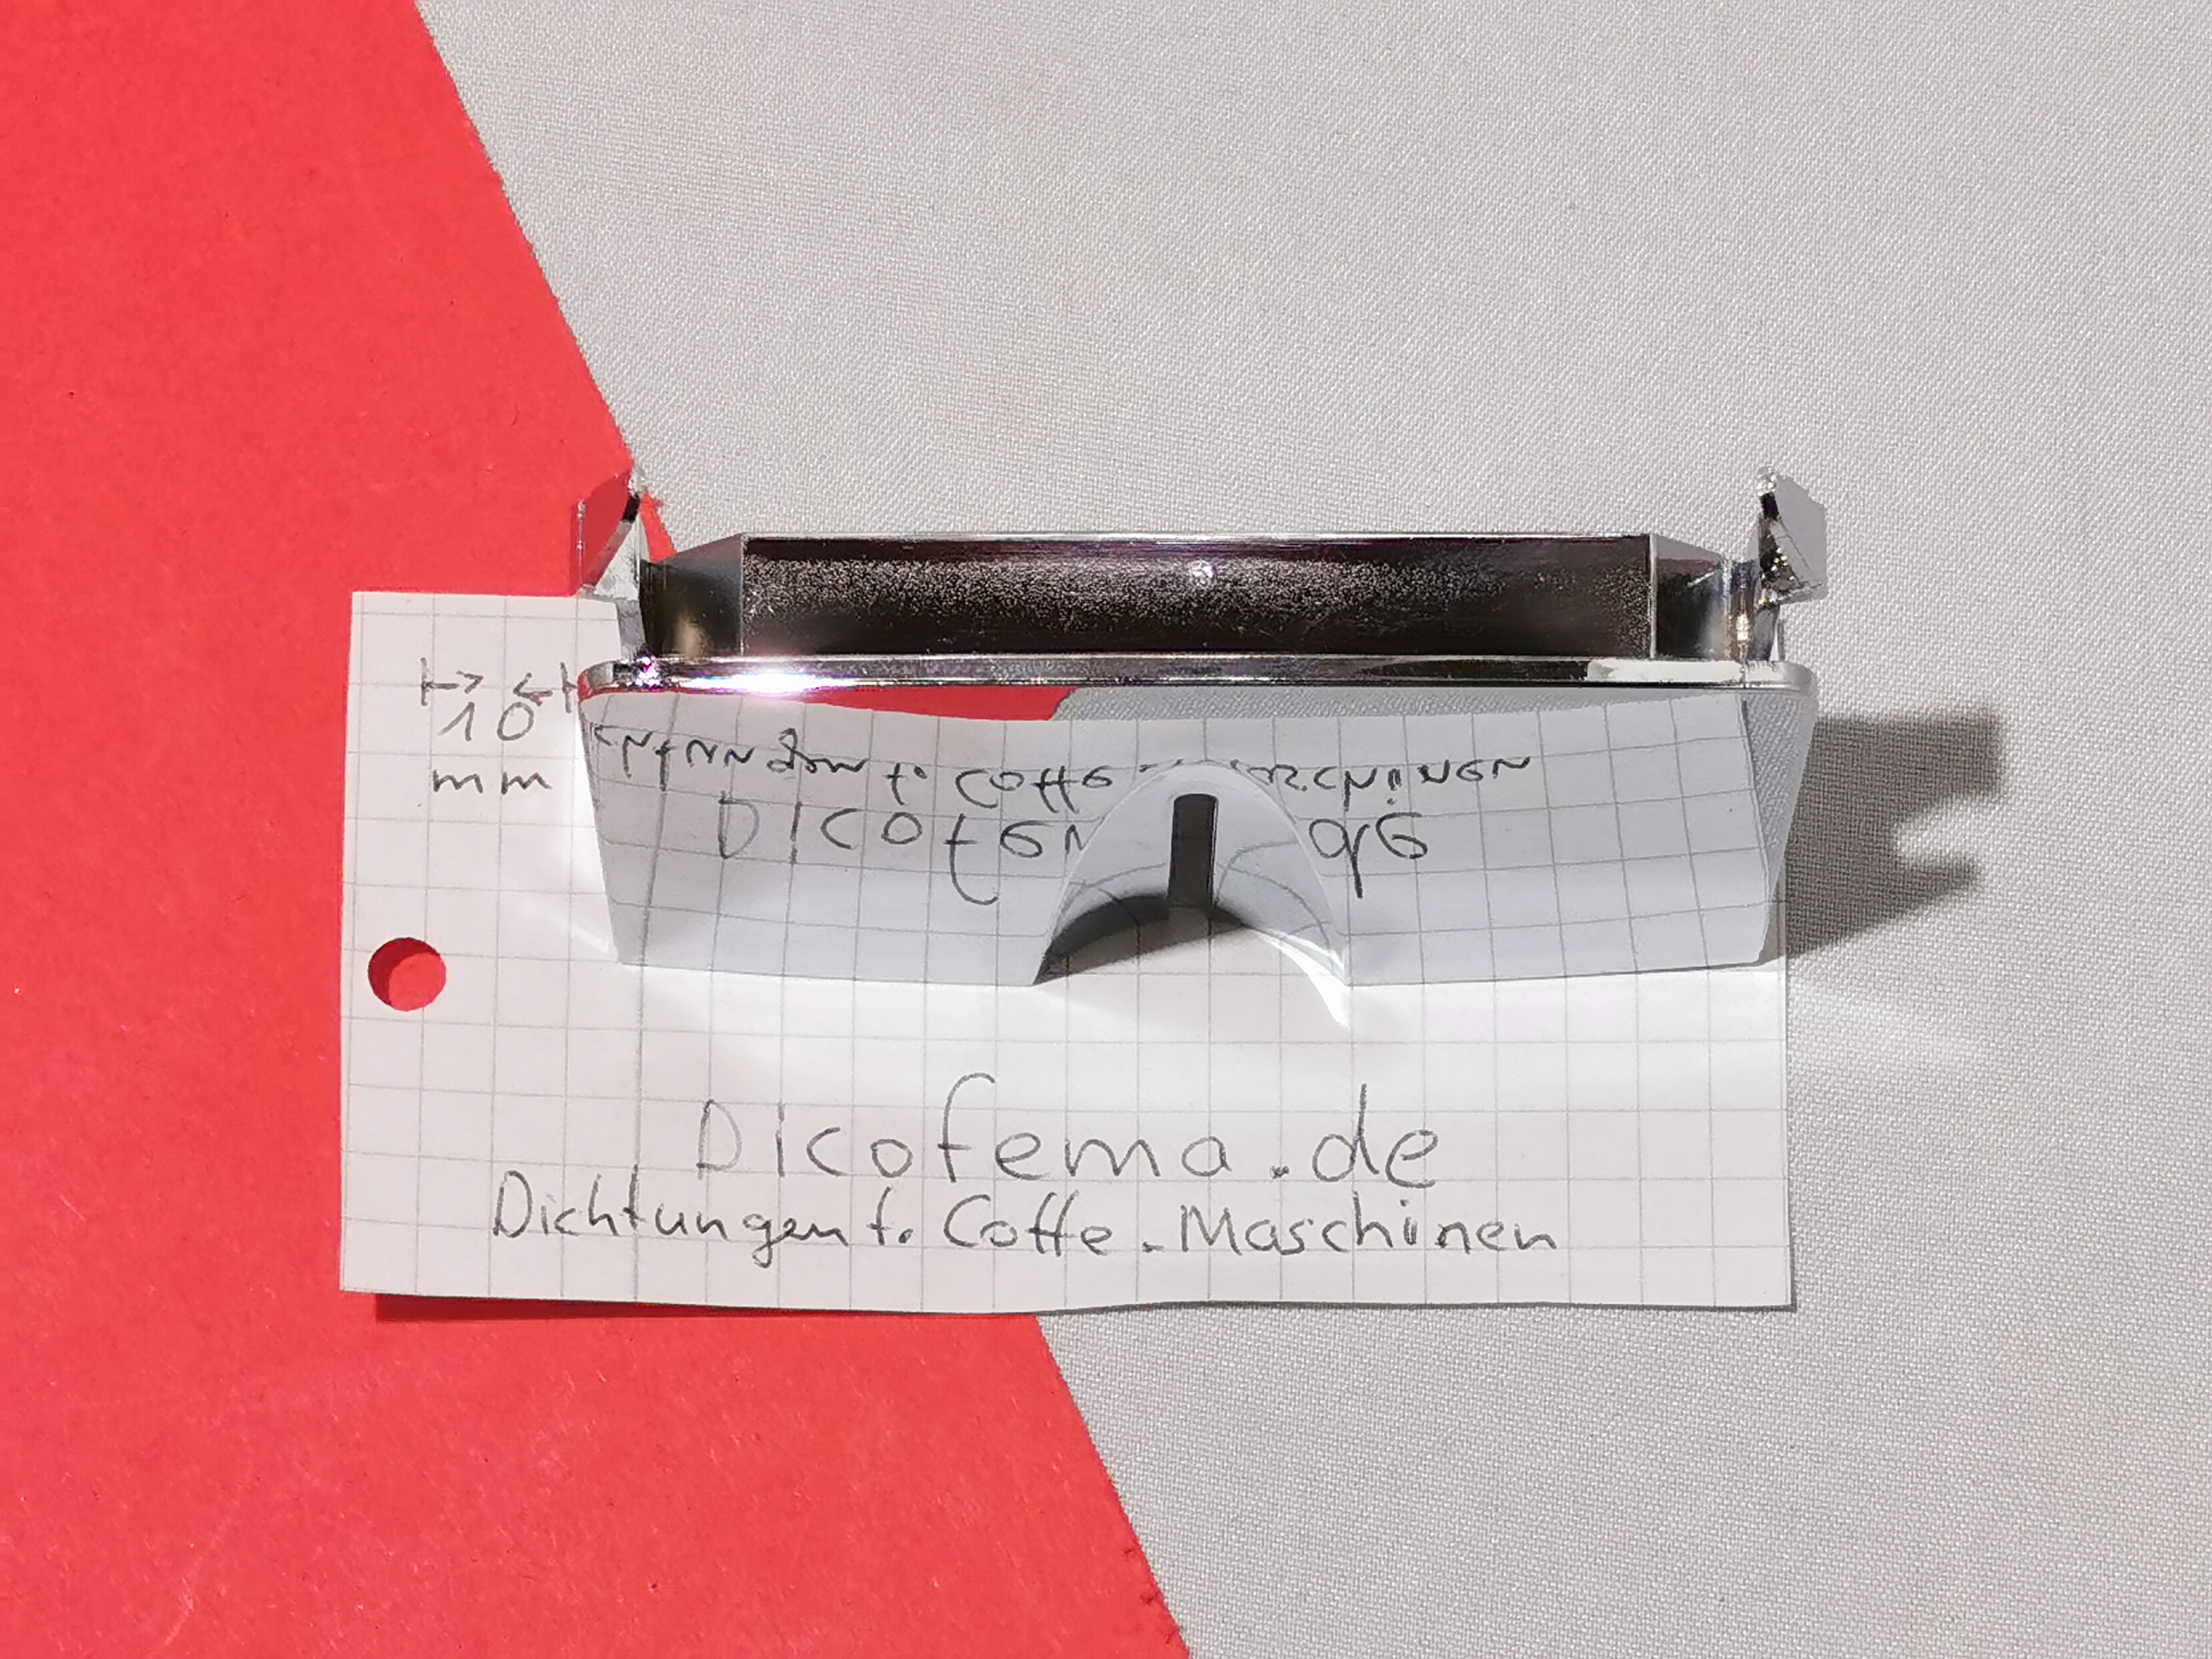 10
mm
Dicofema.de
Dichtungen f. Coffe-Maschinen